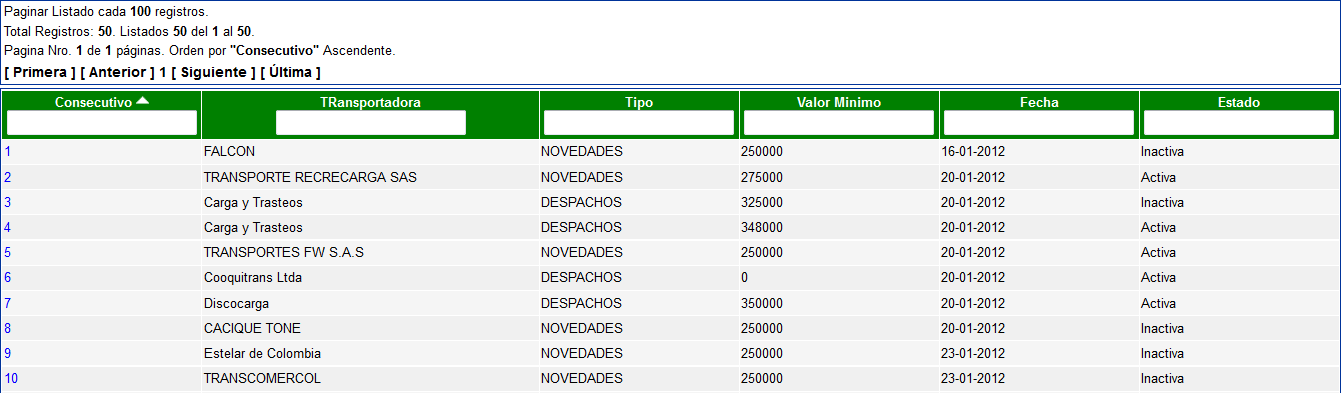 Paginar Listado cada 100 registros.
Total Registros: 50. Listados 50 del 1 al 50.
Pagina Nro. 1 de 1 páginas. Orden por "Consecutivo" Ascendente.
[ Primera ] [ Anterior ] 1 [ Siguiente ] [ Última ]
Consecutivo TRansportadora Tipo Valor Minimo Fecha Estado
1 FALCON NOVEDADES 250000 16-01-2012 Inactiva
2 TRANSPORTE RECRECARGA SAS NOVEDADES 275000 20-01-2012 Activa
3 Carga y Trasteos DESPACHOS 325000 20-01-2012 Inactiva
4 Carga y Trasteos DESPACHOS 348000 20-01-2012 Activa
5 TRANSPORTES FW S.A.S NOVEDADES 250000 20-01-2012 Activa
6 Cooquitrans Ltda DESPACHOS 0 20-01-2012 Activa
7 Discocarga DESPACHOS 350000 20-01-2012 Activa
8 CACIQUE TONE NOVEDADES 250000 20-01-2012 Inactiva
9 Estelar de Colombia NOVEDADES 250000 23-01-2012 Inactiva
10 TRANSCOMERCOL NOVEDADES 250000 23-01-2012 Inactiva